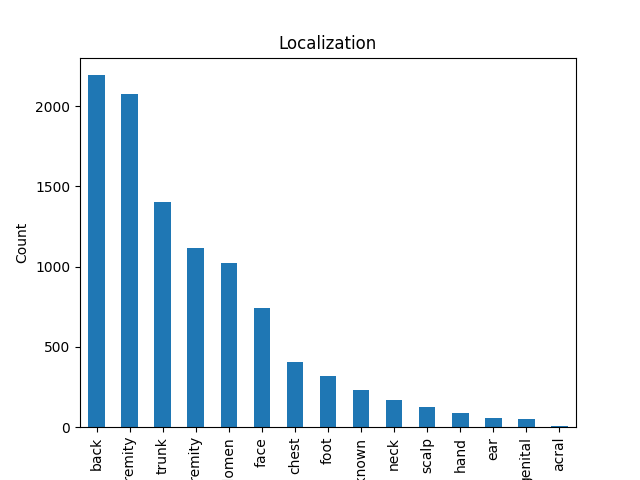 Localization
Count
2000
1500
1000
500
0
back
remity
trunk
remity
omen
face
chest
foot
known
neck
scalp
hand
ear
genital
acral